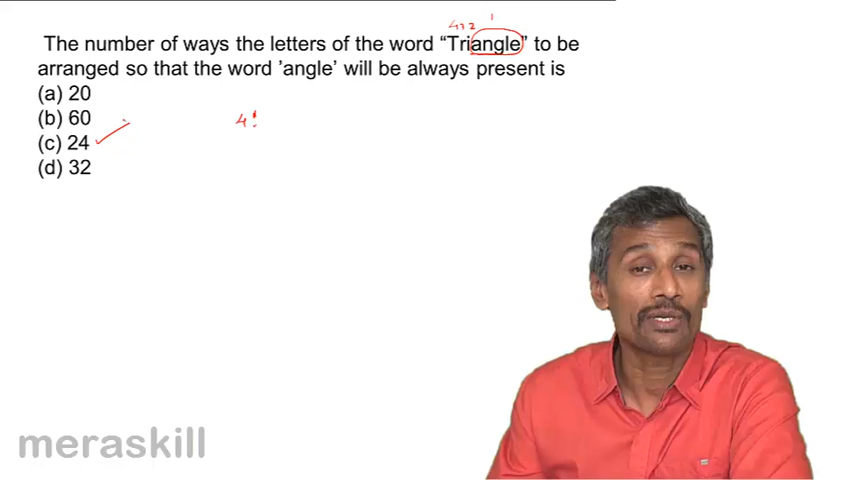 The number of ways the letters of the word “Triangle” to be
arranged so that the word ’angle’ will be always present is
(a) 20
(b) 60
4!
(c) 24
(d) 32
meraskill